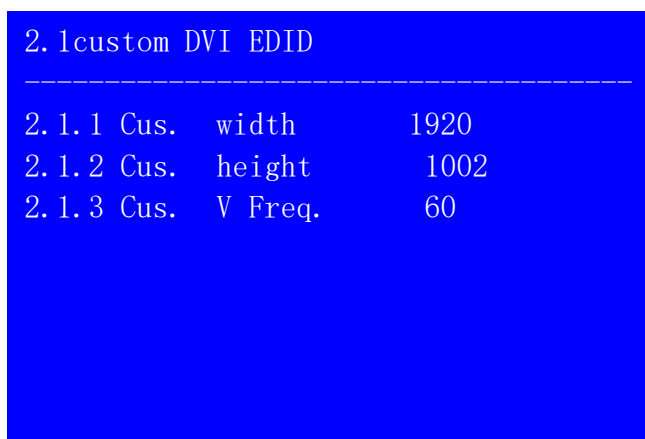 2.1custom DVI EDID
--------------------------------------
2.1.1 Cus. width 1920
2.1.2 Cus. height 1002
2.1.3 Cus. V Freq. 60